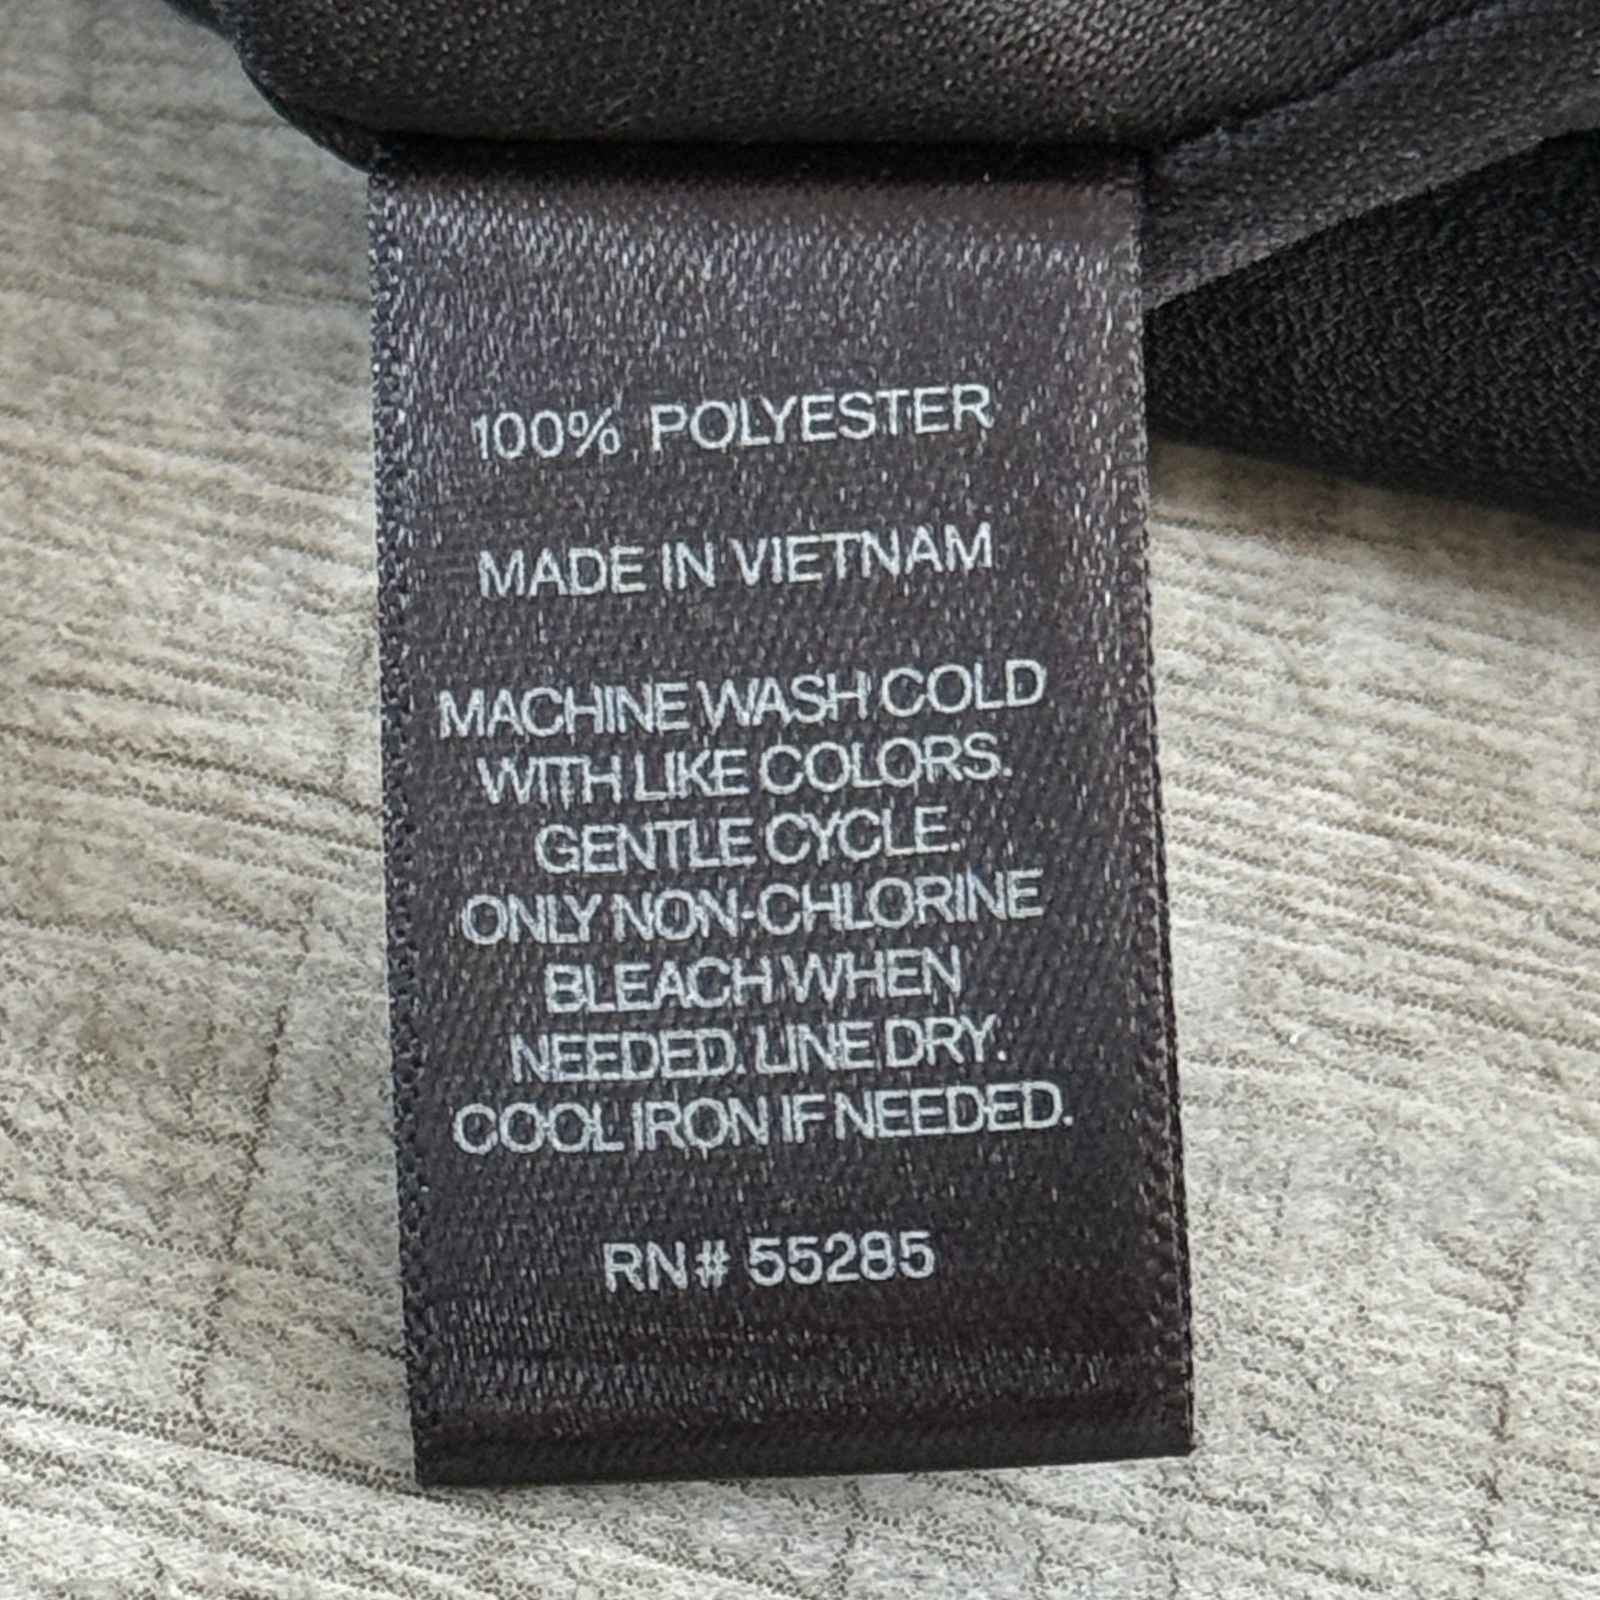 100% POLYESTER
MADE IN VIETNAM
MACHINE WASH COLD
WITH LIKE COLORS.
GENTLE CYCLE.
ONLY NON-CHLORINE
BLEACH WHEN
NEEDED. LINE DRY.
COOL IRON IF NEEDED.
RN# 55285